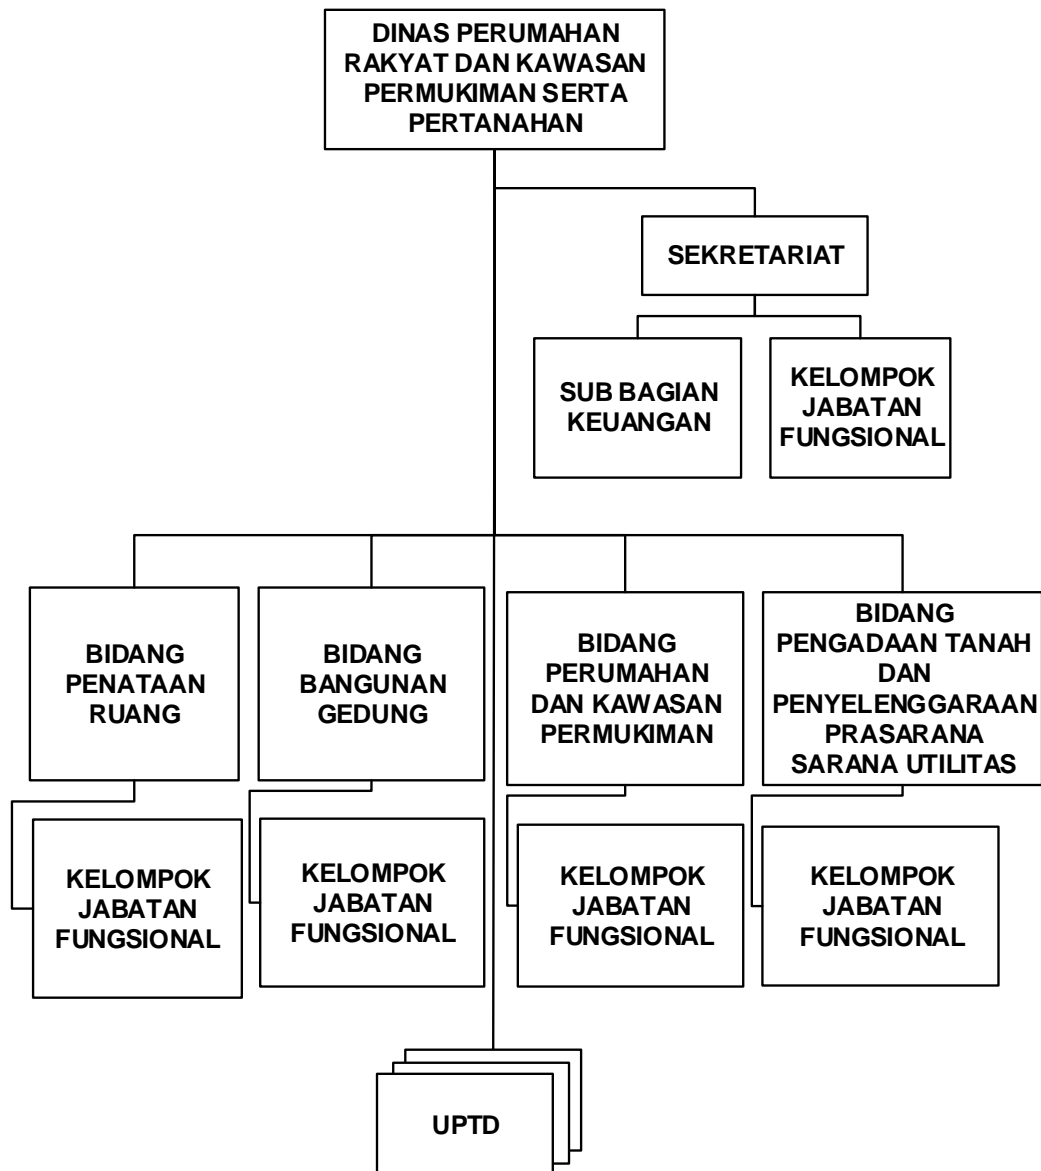 DINAS PERUMAHAN
RAKYAT DAN KAWASAN
PERMUKIMAN SERTA
PERTANAHAN
SEKRETARIAT
SUB BAGIAN
KEUANGAN
KELOMPOK
JABATAN
FUNGSIONAL
BIDANG
PENATAAN
RUANG
BIDANG
BANGUNAN
GEDUNG
BIDANG
PERUMAHAN
DAN KAWASAN
PERMUKIMAN
BIDANG
PENGADAAN TANAH
DAN
PENYELENGGARAAN
PRASARANA
SARANA UTILITAS
KELOMPOK
JABATAN
FUNGSIONAL
KELOMPOK
JABATAN
FUNGSIONAL
KELOMPOK
JABATAN
FUNGSIONAL
KELOMPOK
JABATAN
FUNGSIONAL
UPTD